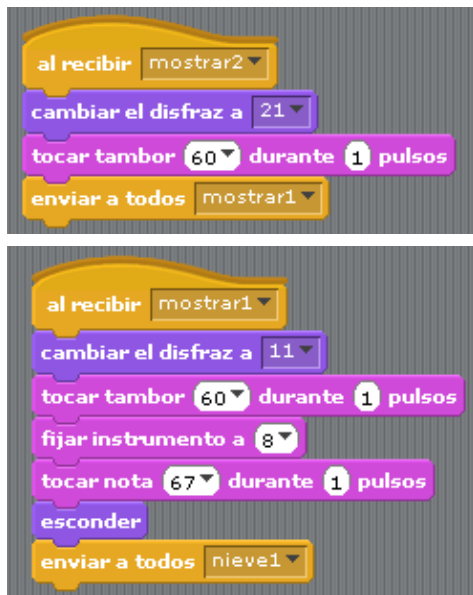 al recibir mostrar2
cambiar el disfraz a 21
tocar tambor 60 durante 1 pulsos
enviar a todos mostrar1
al recibir mostrar1
cambiar el disfraz a 11
tocar tambor 60 durante 1 pulsos
fijar instrumento a 8
tocar nota 67 durante 1 pulsos
esconder
enviar a todos nieve1